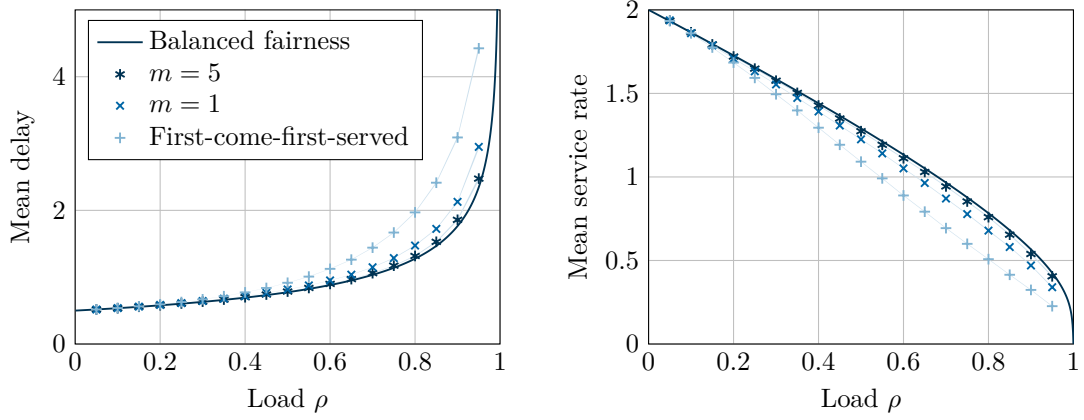 Mean delay
4
2
0
Balanced fairness
m = 5
m = 1
First-come-first-served
0 0.2 0.4 0.6 0.8 1
Load ρ
Mean service rate
2
1.5
1
0.5
0
0 0.2 0.4 0.6 0.8 1
Load ρ